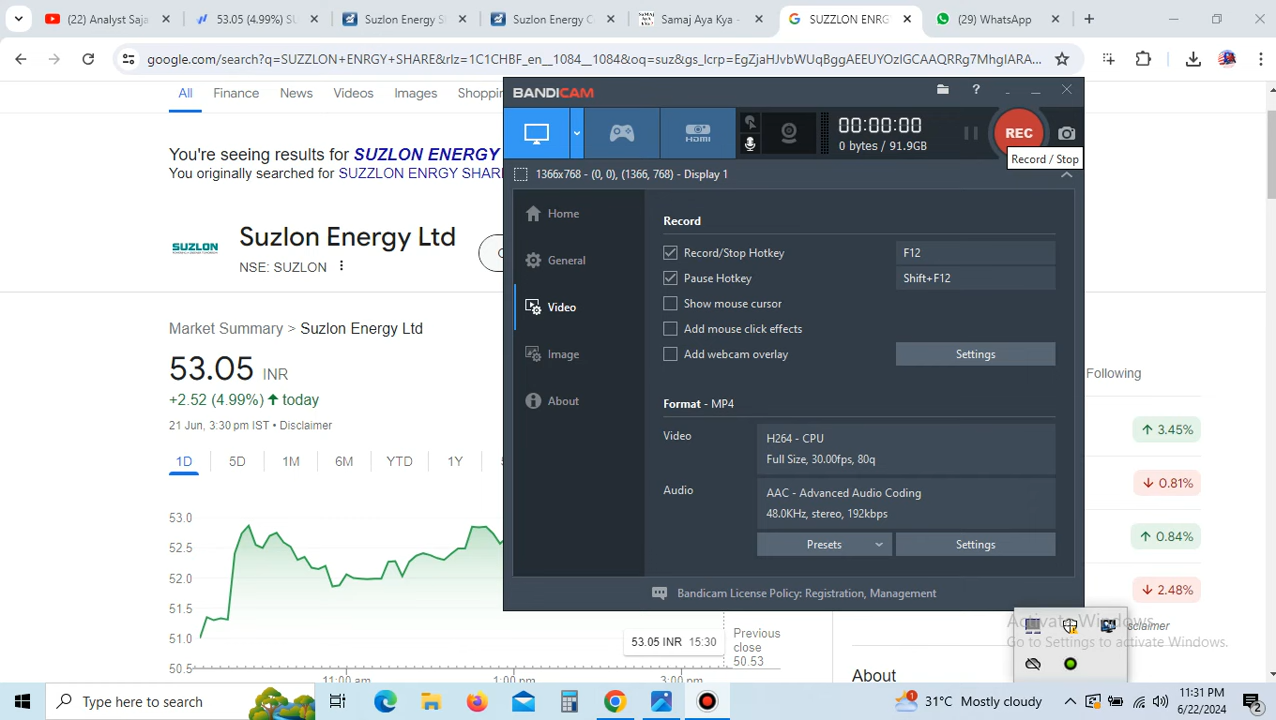 (22) Analyst Saja
53.05 (4.99%) SU
Suzlon Energy S
Suzlon Energy C
Samaj Aya Kya -
SUZZLON ENRG
(29) WhatsApp
google.com/search?q=SUZZLON+ENRGY+SHARE&rlz=1C1CHBF_en__1084__1084&oq=suz&gs_lcrp=EgZjaHJvbWUqBggAEEUYOzIGCAAQRRg7MhgIARA...
All
Finance
News
Videos
Images
Shoppin
You're seeing results for SUZLON ENERGY
You originally searched for SUZZLON ENRGY SHAR
SUZLON
Suzlon Energy Ltd
NSE: SUZLON
Market Summary > Suzlon Energy Ltd
53.05 INR
+2.52 (4.99%) ↑ today
21 Jun, 3:30 pm IST • Disclaimer
1D
5D
1M
6M
YTD
1Y
53.0
52.5
52.0
51.5
51.0
50.5
11:00 am
1:00 pm
3:00 pm
53.05 INR 15:30
Previous
close
50.53
BANDICAM
?
HDMI
00:00:00
0 bytes / 91.9GB
REC
Record / Stop
1366x768 - (0, 0), (1366, 768) - Display 1
Home
General
Video
Image
About
Record
Record/Stop Hotkey
F12
Pause Hotkey
Shift+F12
Show mouse cursor
Add mouse click effects
Add webcam overlay
Settings
Format - MP4
Video
H264 - CPU
Full Size, 30.00fps, 80q
Audio
AAC - Advanced Audio Coding
48.0KHz, stereo, 192kbps
Presets
Settings
Bandicam License Policy: Registration, Management
Following
↑ 3.45%
↓ 0.81%
↑ 0.84%
↓ 2.48%
sclaimer
About
Activate Windows
Go to Settings to activate Windows.
Type here to search
1
31°C Mostly cloudy
11:31 PM
6/22/2024
2